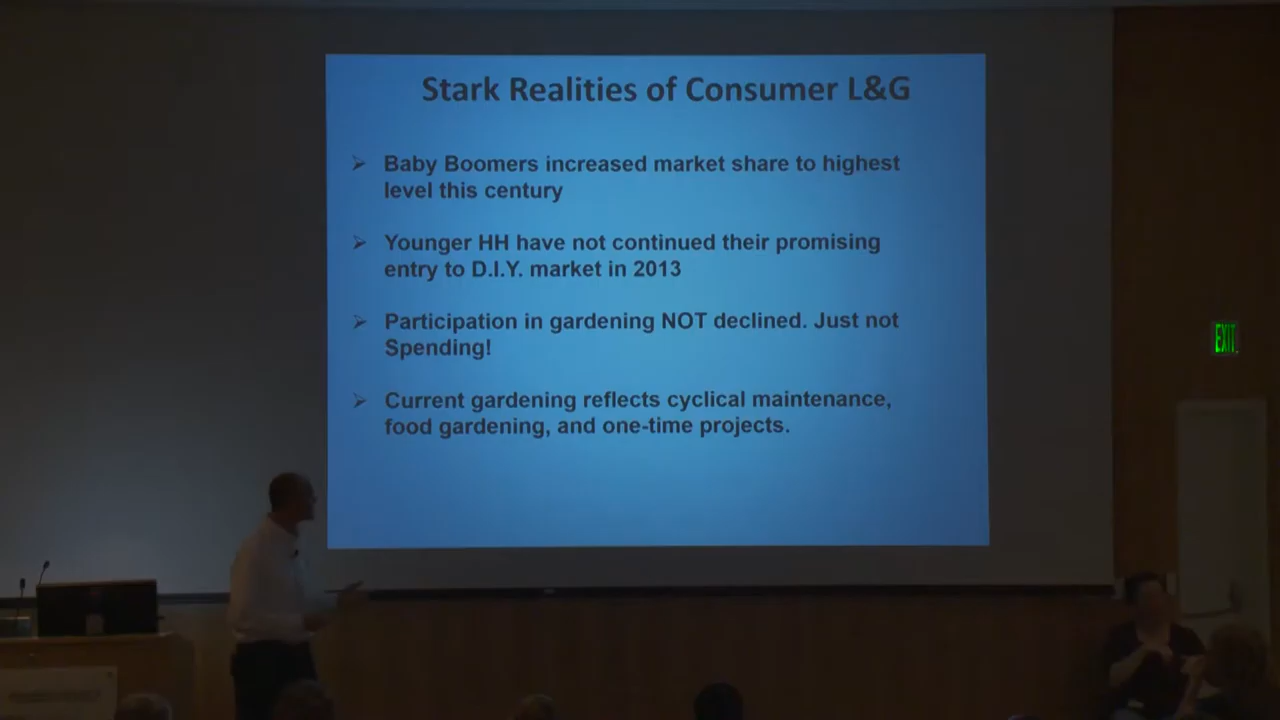 Stark Realities of Consumer L&G
Baby Boomers increased market share to highest
level this century
Younger HH have not continued their promising
entry to D.I.Y. market in 2013
Participation in gardening NOT declined. Just not
Spending!
Current gardening reflects cyclical maintenance,
food gardening, and one-time projects.
EXIT